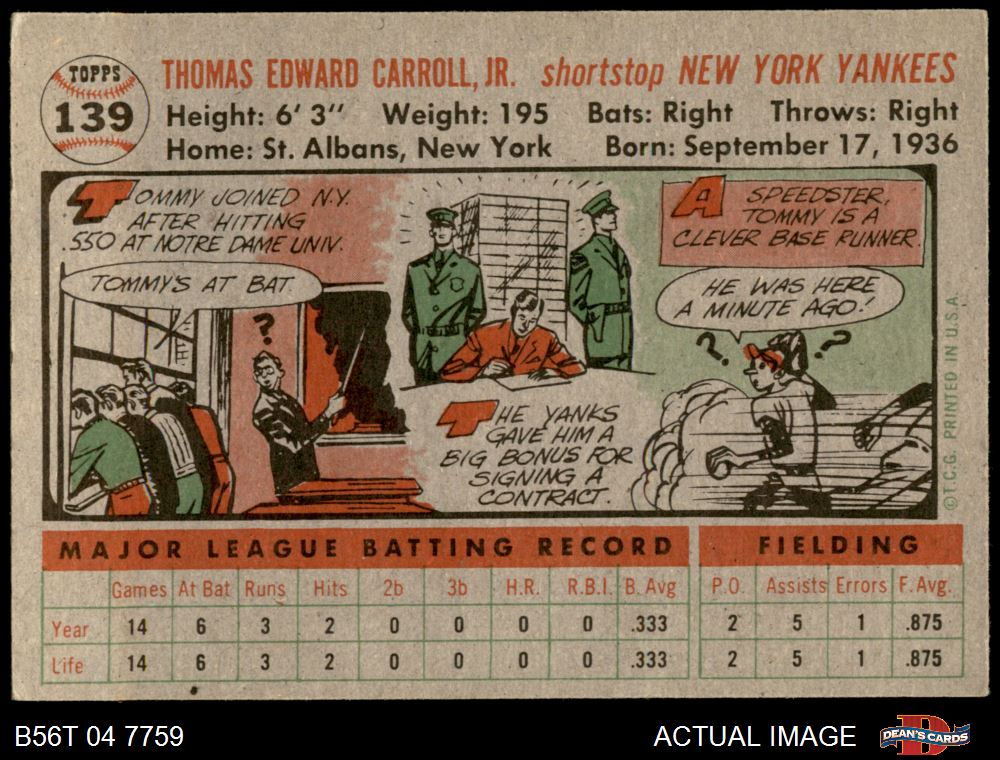 TOPPS
139
THOMAS EDWARD CARROLL, JR. shortstop NEW YORK YANKEES
Height: 6' 3" Weight: 195 Bats: Right Throws: Right
Home: St. Albans, New York Born: September 17, 1936
TOMMY JOINED N.Y.
AFTER HITTING
.550 AT NOTRE DAME UNIV.
TOMMY'S AT BAT.
?
THE YANKS
GAVE HIM A
BIG BONUS FOR
SIGNING A
CONTRACT.
A SPEEDSTER,
TOMMY IS A
CLEVER BASE RUNNER.
HE WAS HERE
A MINUTE AGO!
? ?
©T.C.G. PRINTED IN U.S.A.
MAJOR LEAGUE BATTING RECORD FIELDING
Games At Bat Runs Hits 2b 3b H.R. R.B.I. B. Avg P.O. Assists Errors F. Avg.
Year 14 6 3 2 0 0 0 0 .333 2 5 1 .875
Life 14 6 3 2 0 0 0 0 .333 2 5 1 .875
B56T 04 7759 ACTUAL IMAGE DEAN'S CARDS